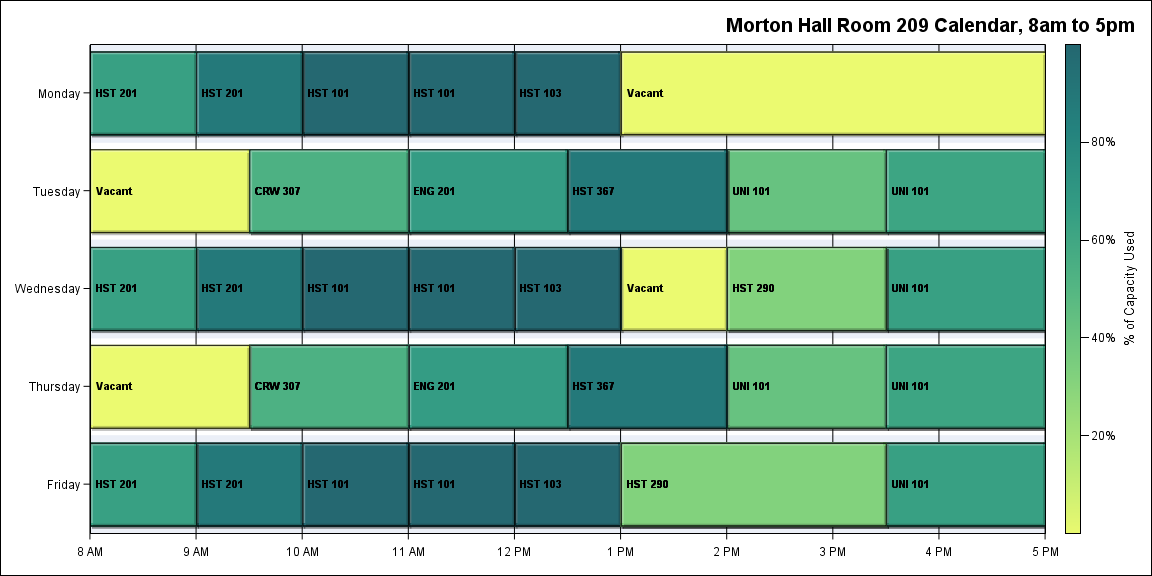 Morton Hall Room 209 Calendar, 8am to 5pm
Monday
HST 201
HST 201
HST 101
HST 101
HST 103
Vacant
Tuesday
Vacant
CRW 307
ENG 201
HST 367
UNI 101
UNI 101
Wednesday
HST 201
HST 201
HST 101
HST 101
HST 103
Vacant
HST 290
UNI 101
Thursday
Vacant
CRW 307
ENG 201
HST 367
UNI 101
UNI 101
Friday
HST 201
HST 201
HST 101
HST 101
HST 103
HST 290
UNI 101
8 AM
9 AM
10 AM
11 AM
12 PM
1 PM
2 PM
3 PM
4 PM
5 PM
80%
60%
40%
20%
% of Capacity Used